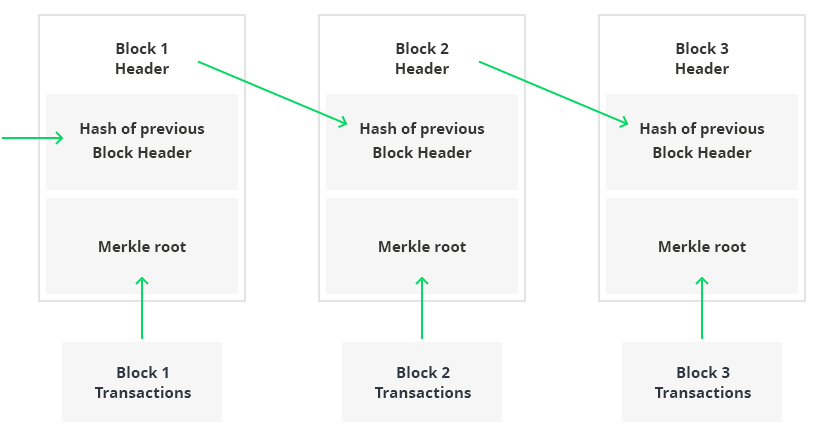 Block 1
Header
Hash of previous
Block Header
Merkle root
Block 1
Transactions
Block 2
Header
Hash of previous
Block Header
Merkle root
Block 2
Transactions
Block 3
Header
Hash of previous
Block Header
Merkle root
Block 3
Transactions